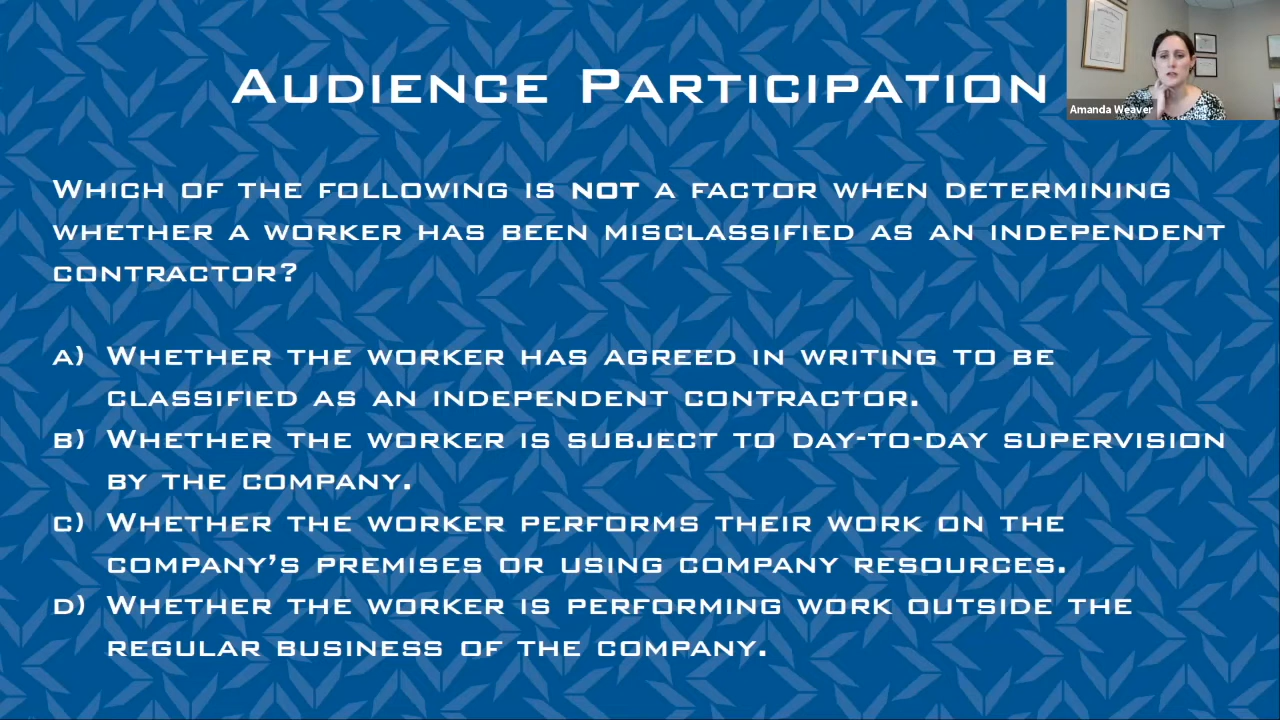 Audience Participation
Amanda Weaver
Which of the following is NOT a factor when determining
whether a worker has been misclassified as an independent
contractor?
a) Whether the worker has agreed in writing to be
classified as an independent contractor.
b) Whether the worker is subject to day-to-day supervision
by the company.
c) Whether the worker performs their work on the
company's premises or using company resources.
d) Whether the worker is performing work outside the
regular business of the company.